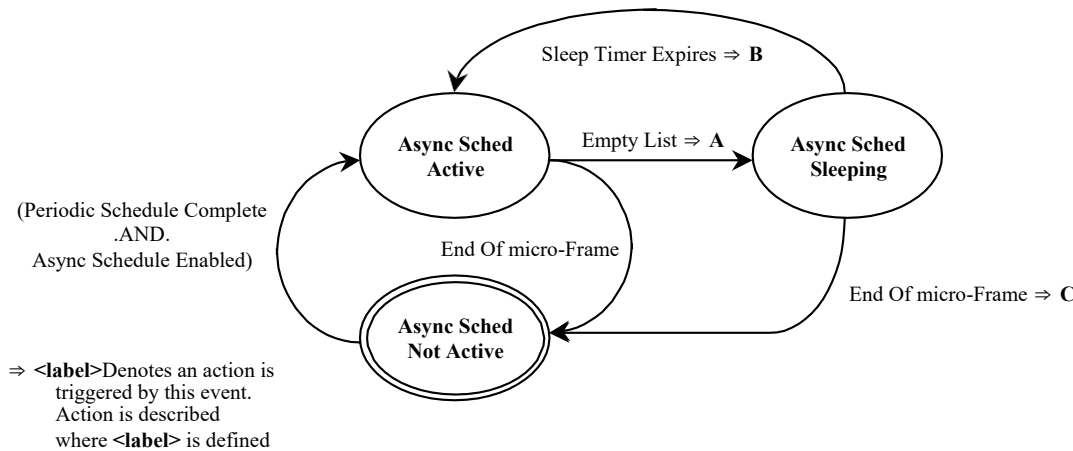 Sleep Timer Expires ⇒ B
Async Sched
Active
Empty List ⇒ A
Async Sched
Sleeping
(Periodic Schedule Complete
.AND.
Async Schedule Enabled)
End Of micro-Frame
End Of micro-Frame ⇒ C
Async Sched
Not Active
⇒ <label>Denotes an action is
triggered by this event.
Action is described
where <label> is defined